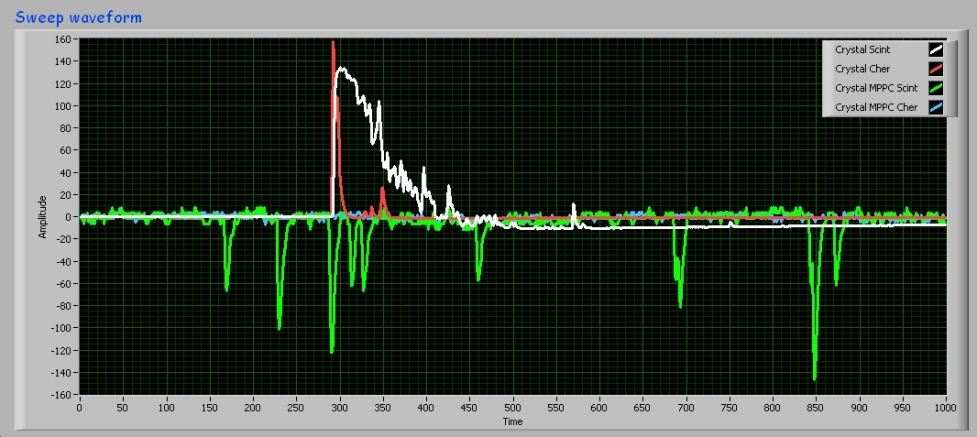 Sweep waveform
160
140
120
100
80
60
40
20
0
-20
-40
-60
-80
-100
-120
-140
-160
Amplitude
0 50 100 150 200 250 300 350 400 450 500 550 600 650 700 750 800 850 900 950 1000
Time
Crystal Scint
Crystal Cher
Crystal MPPC Scint
Crystal MPPC Cher